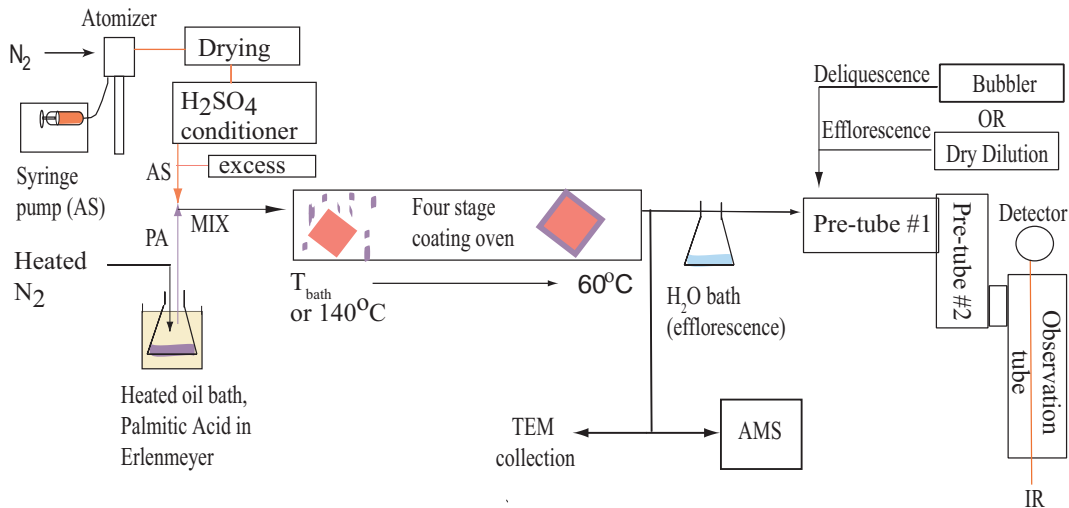 Atomizer
N2
Drying
H2SO4
conditioner
Syringe
pump (AS)
AS
excess
PA
MIX
Heated
N2
Four stage
coating oven
Tbath
or 140°C
60°C
Heated oil bath,
Palmitic Acid in
Erlenmeyer
H2O bath
(efflorescence)
TEM
collection
AMS
Deliquescence
Bubbler
OR
Efflorescence
Dry Dilution
Pre-tube #1
Pre-tube #2
Detector
Observation
tube
IR